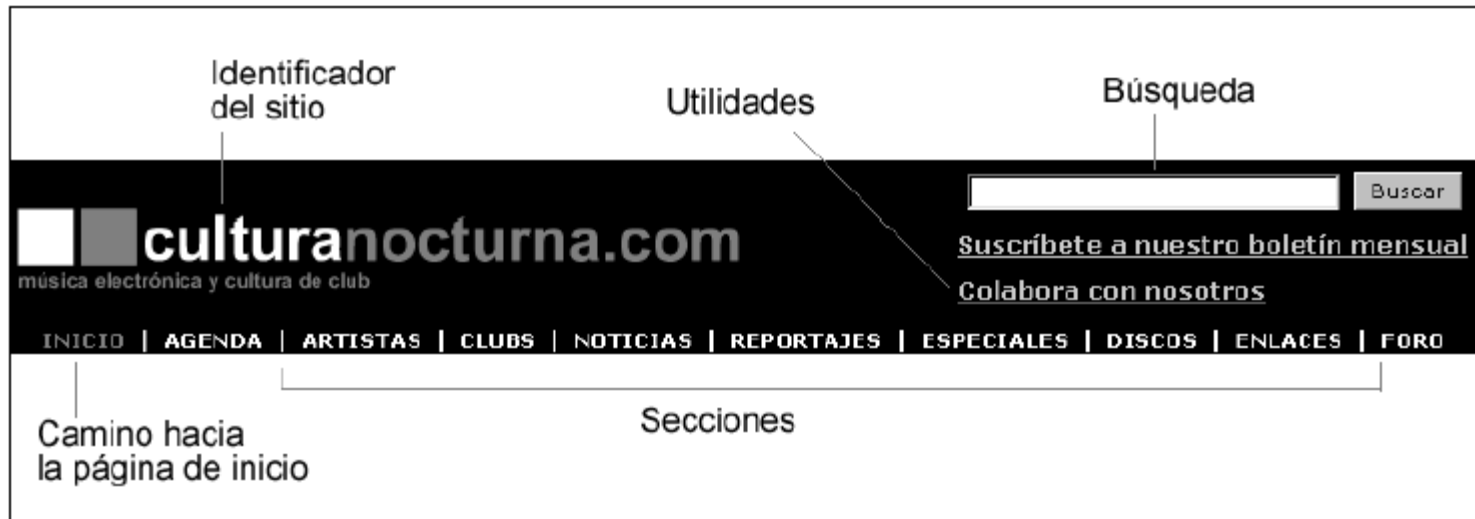 Identificador
del sitio
Utilidades
Búsqueda
Buscar
culturanocturna.com
música electrónica y cultura de club
Suscríbete a nuestro boletín mensual
Colabora con nosotros
INICIO | AGENDA | ARTISTAS | CLUBS | NOTICIAS | REPORTAJES | ESPECIALES | DISCOS | ENLACES | FORO
Camino hacia
la página de inicio
Secciones